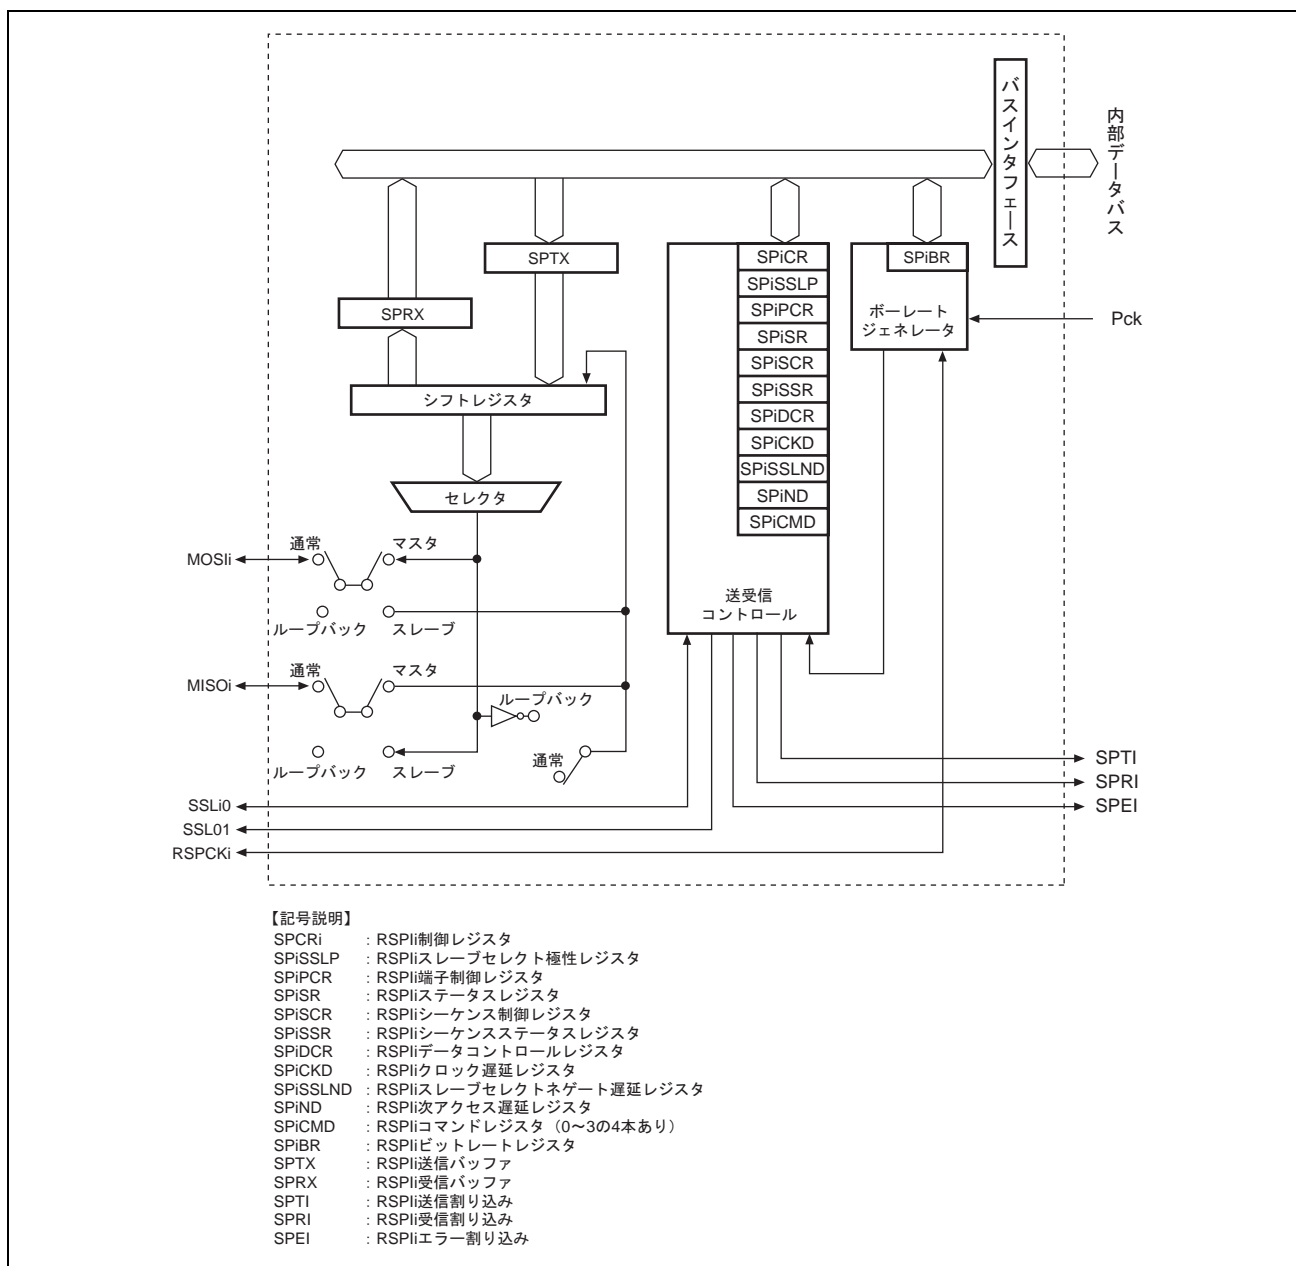 バスインタフェース
内部データバス
SPTX
SPRX
SPiCR
SPiSSLP
SPiPCR
SPiSR
SPiSCR
SPiSSR
SPiDCR
SPiCKD
SPiSSLND
SPiND
SPiCMD
SPiBR
ボーレート
ジェネレータ
Pck
シフトレジスタ
セレクタ
送受信
コントロール
通常 マスタ
MOSIi
ループバック スレーブ
通常 マスタ
MISOi
ループバック
ループバック スレーブ
通常
SSLi0
SSL01
RSPCKi
SPTI
SPRI
SPEI
【記号説明】
SPCRi : RSPIi制御レジスタ
SPiSSLP : RSPIiスレーブセレクト極性レジスタ
SPiPCR : RSPIi端子制御レジスタ
SPiSR : RSPIiステータスレジスタ
SPiSCR : RSPIiシーケンス制御レジスタ
SPiSSR : RSPIiシーケンスステータスレジスタ
SPiDCR : RSPIiデータコントロールレジスタ
SPiCKD : RSPIiクロック遅延レジスタ
SPiSSLND : RSPIiスレーブセレクトネゲート遅延レジスタ
SPiND : RSPIi次アクセス遅延レジスタ
SPiCMD : RSPIiコマンドレジスタ（0～3の4本あり）
SPiBR : RSPIiビットレートレジスタ
SPTX : RSPIi送信バッファ
SPRX : RSPIi受信バッファ
SPTI : RSPIi送信割り込み
SPRI : RSPIi受信割り込み
SPEI : RSPIiエラー割り込み